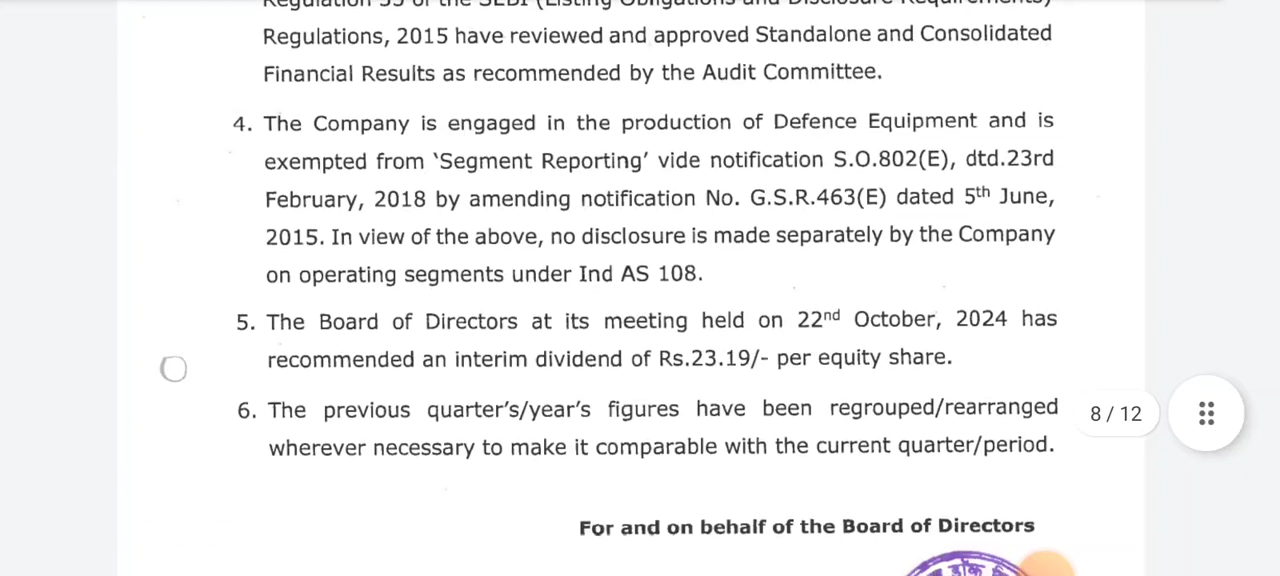 Regulations, 2015 have reviewed and approved Standalone and Consolidated
Financial Results as recommended by the Audit Committee.
4. The Company is engaged in the production of Defence Equipment and is
exempted from ‘Segment Reporting’ vide notification S.O.802(E), dtd.23rd
February, 2018 by amending notification No. G.S.R.463(E) dated 5th June,
2015. In view of the above, no disclosure is made separately by the Company
on operating segments under Ind AS 108.
5. The Board of Directors at its meeting held on 22nd October, 2024 has
recommended an interim dividend of Rs.23.19/- per equity share.
6. The previous quarter’s/year’s figures have been regrouped/rearranged
8 / 12
wherever necessary to make it comparable with the current quarter/period.
For and on behalf of the Board of Directors
डॉक